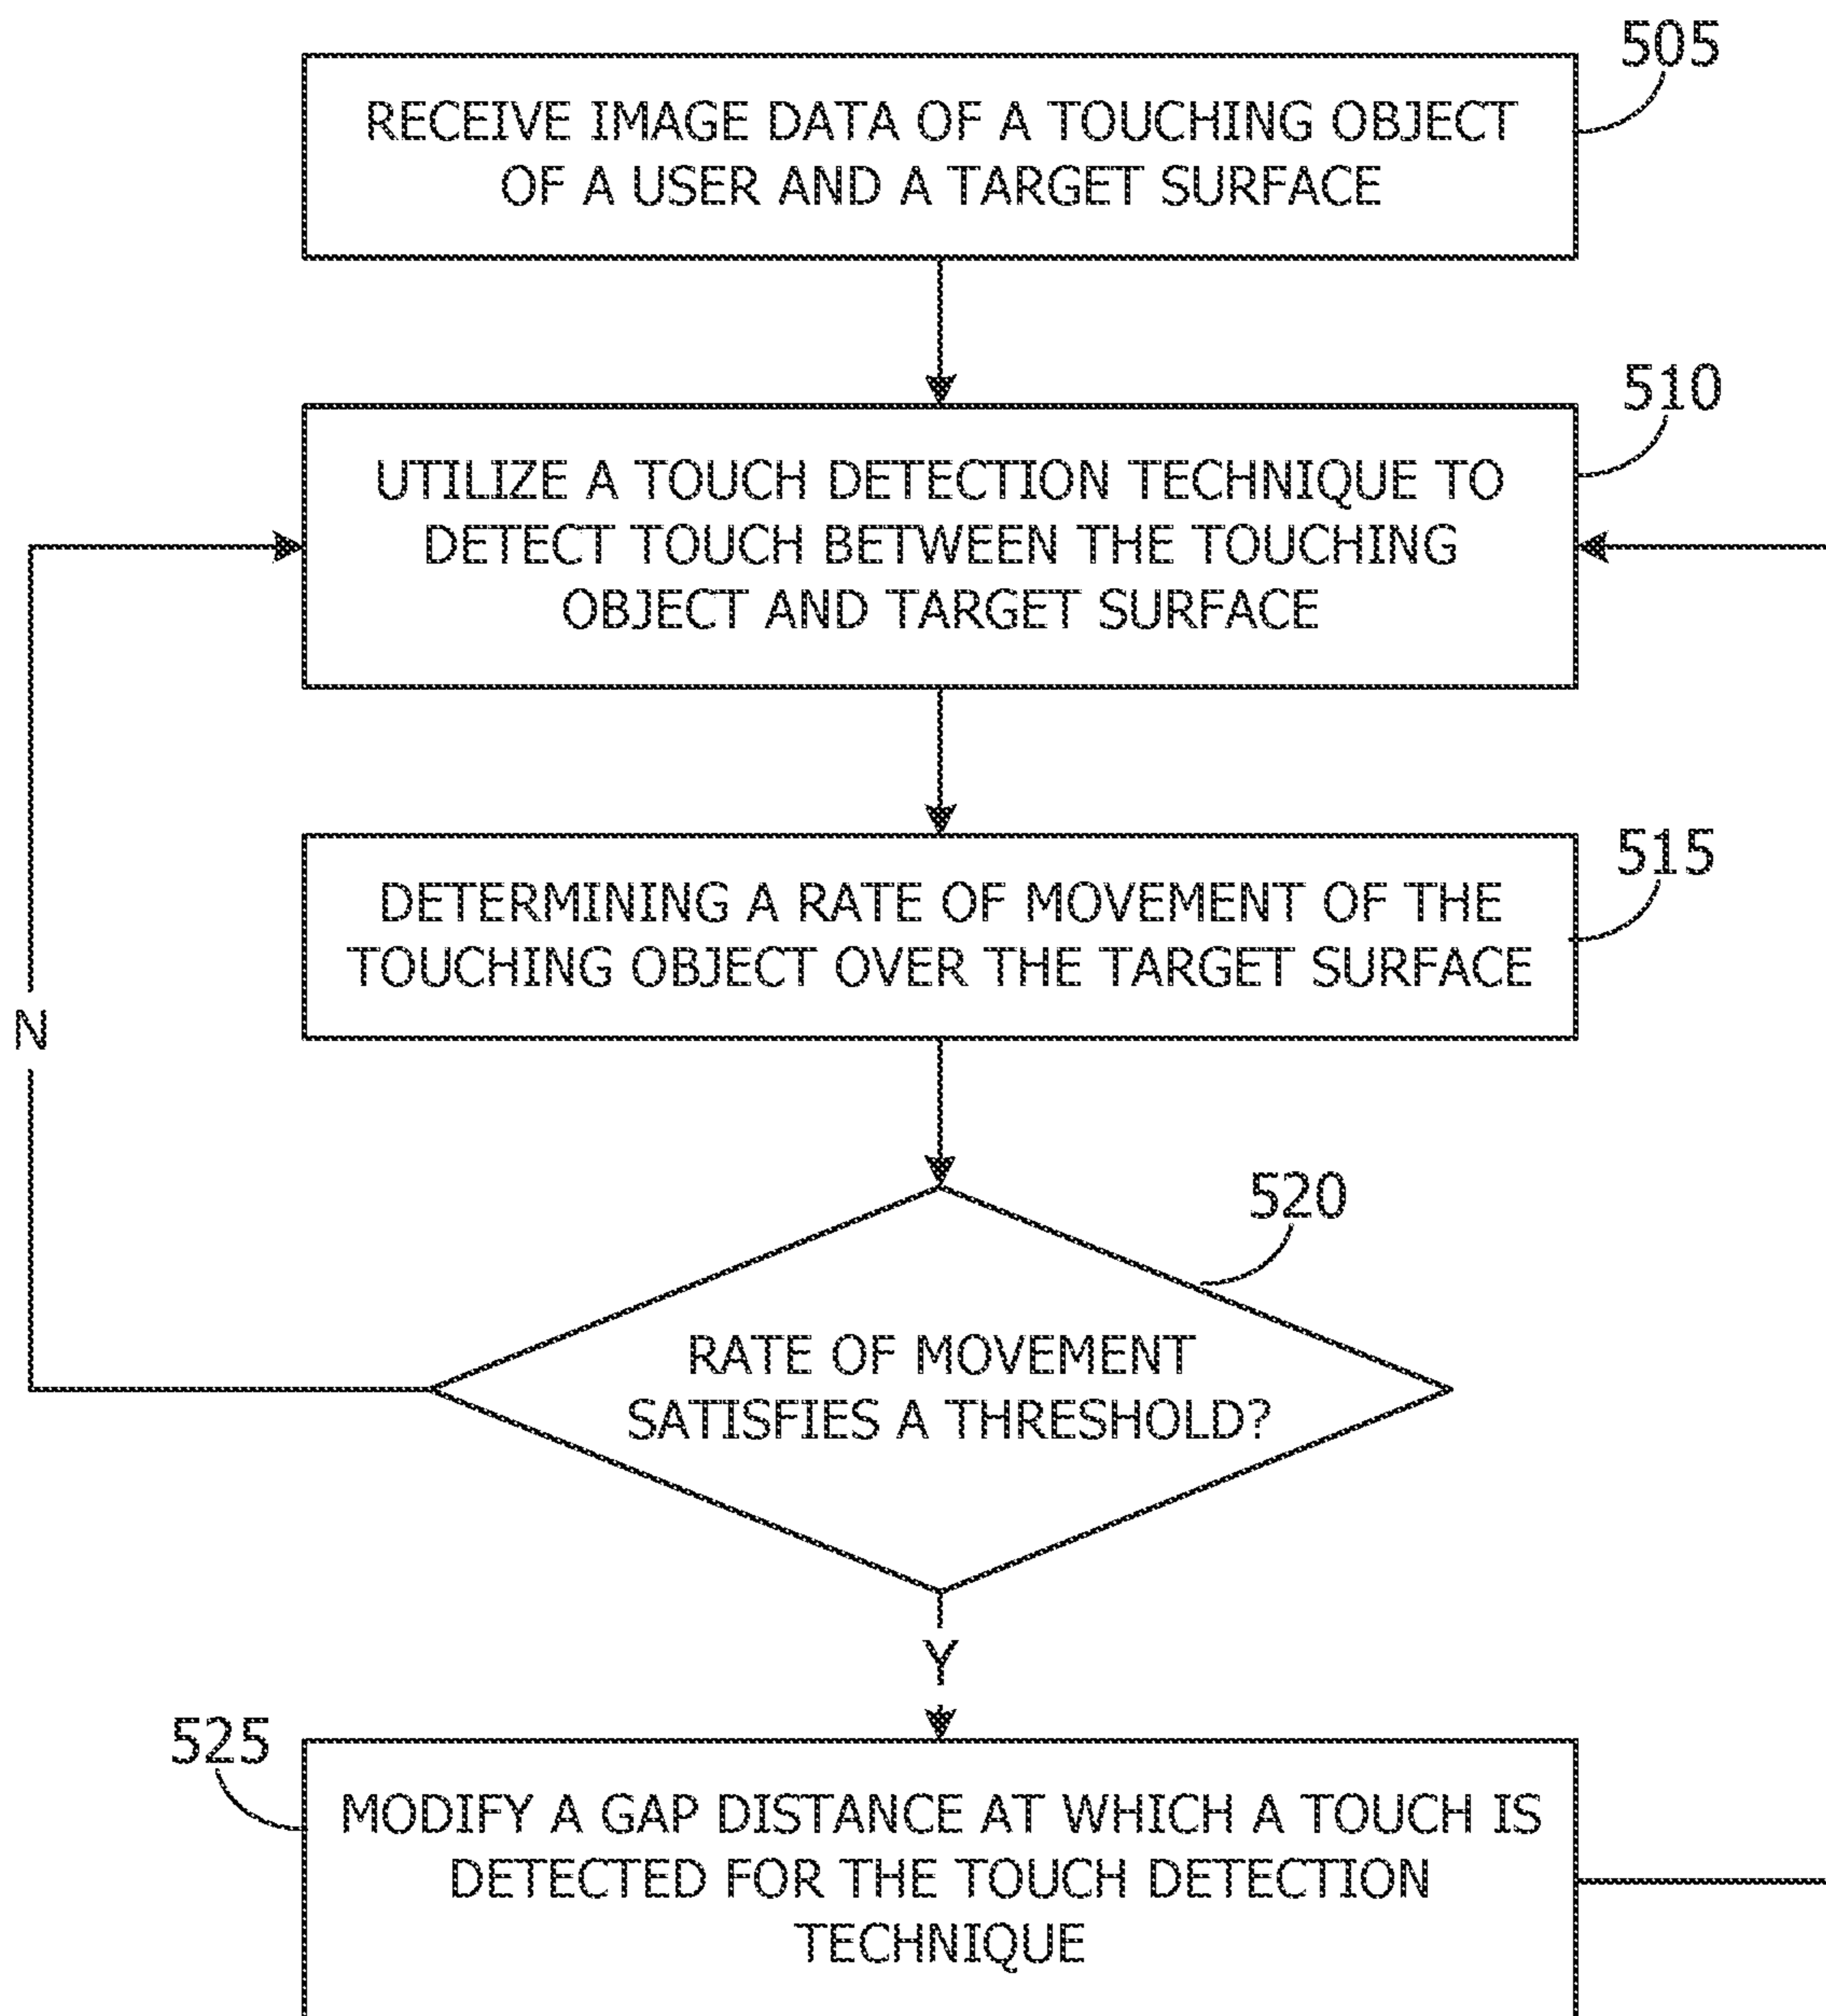 505
RECEIVE IMAGE DATA OF A TOUCHING OBJECT
OF A USER AND A TARGET SURFACE
510
UTILIZE A TOUCH DETECTION TECHNIQUE TO
DETECT TOUCH BETWEEN THE TOUCHING
OBJECT AND TARGET SURFACE
515
DETERMINING A RATE OF MOVEMENT OF THE
TOUCHING OBJECT OVER THE TARGET SURFACE
N
520
RATE OF MOVEMENT
SATISFIES A THRESHOLD?
Y
525
MODIFY A GAP DISTANCE AT WHICH A TOUCH IS
DETECTED FOR THE TOUCH DETECTION
TECHNIQUE